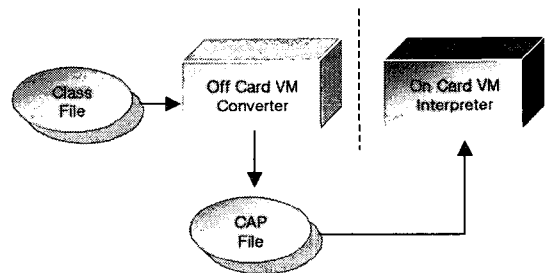 Class
File
Off Card VM
Converter
On Card VM
Interpreter
CAP
File